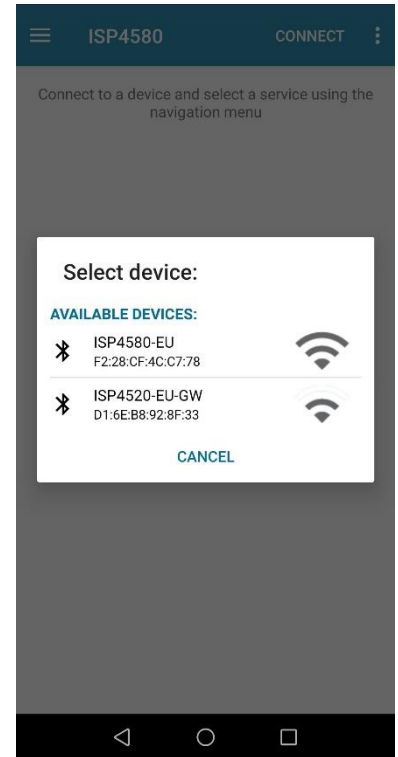 ISP4580
CONNECT
Connect to a device and select a service using the
navigation menu
Select device:
AVAILABLE DEVICES:
ISP4580-EU
F2:28:CF:4C:C7:78
ISP4520-EU-GW
D1:6E:B8:92:8F:33
CANCEL